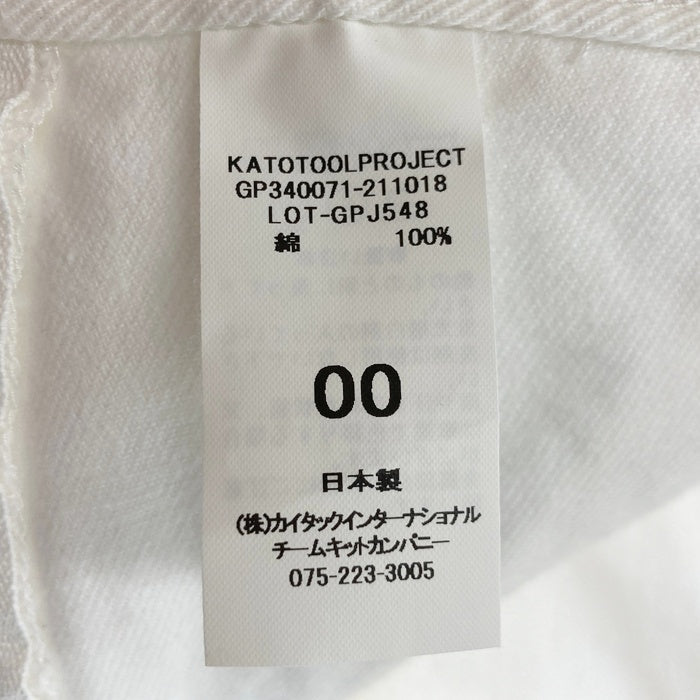 KATOTOOLPROJECT
GP340071-211018
LOT-GPJ548
綿 100%
00
日本製
(株)カイタックインターナショナル
チームキットカンパニー
075-223-3005